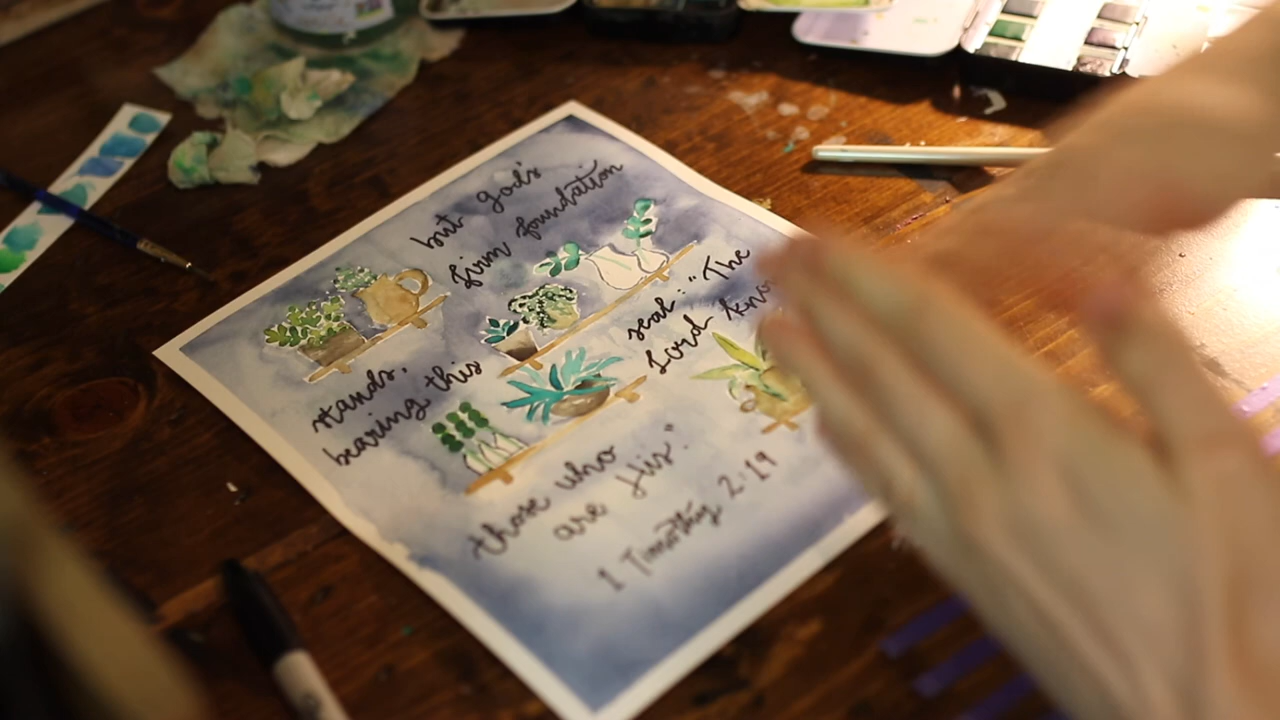 but god's
firm foundation
stands,
bearing this
seal: "The
Lord
those who
are His."
1 Timothy 2:19